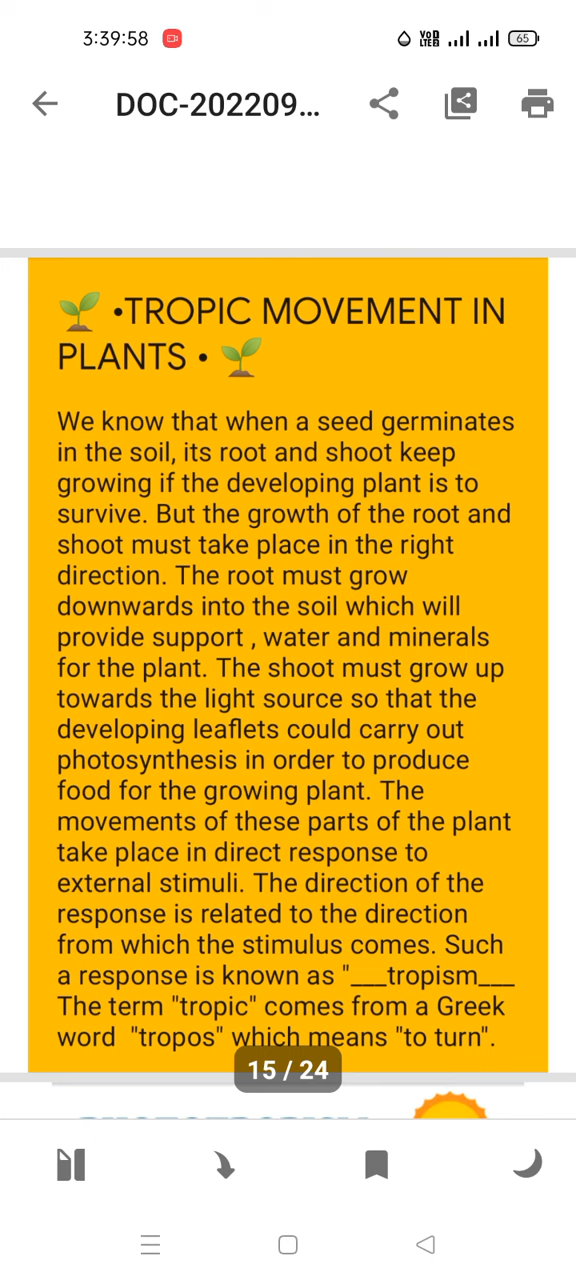 3:39:58
Vo LTE 65
DOC-202209...
•TROPIC MOVEMENT IN
PLANTS •
We know that when a seed germinates
in the soil, its root and shoot keep
growing if the developing plant is to
survive. But the growth of the root and
shoot must take place in the right
direction. The root must grow
downwards into the soil which will
provide support , water and minerals
for the plant. The shoot must grow up
towards the light source so that the
developing leaflets could carry out
photosynthesis in order to produce
food for the growing plant. The
movements of these parts of the plant
take place in direct response to
external stimuli. The direction of the
response is related to the direction
from which the stimulus comes. Such
a response is known as "___tropism___
The term "tropic" comes from a Greek
word "tropos" which means "to turn".
15 / 24